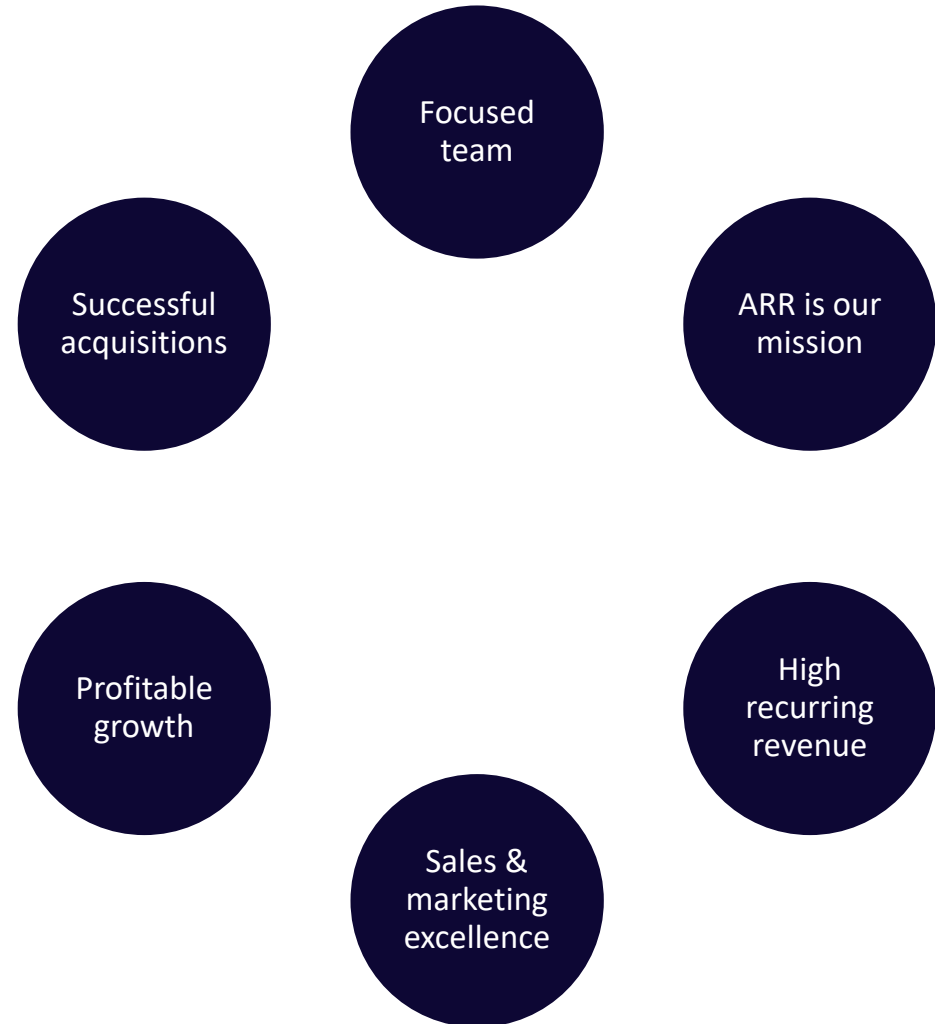 Focused
team
ARR is our
mission
High
recurring
revenue
Sales &
marketing
excellence
Profitable
growth
Successful
acquisitions